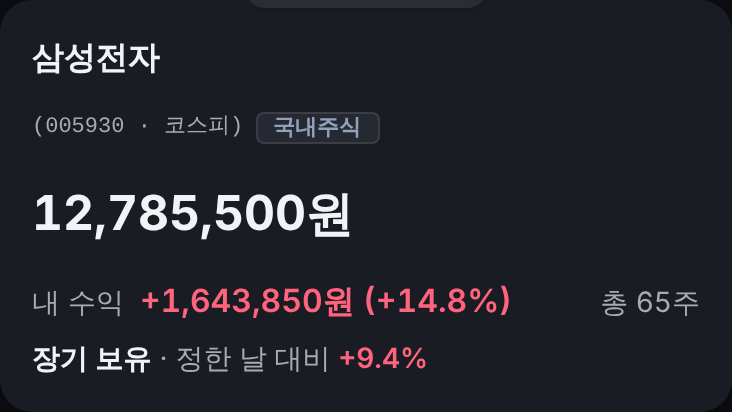 삼성전자
(005930 · 코스피) 국내주식
12,785,500원
내 수익 +1,643,850원 (+14.8%) 총 65주
장기 보유 · 정한 날 대비 +9.4%